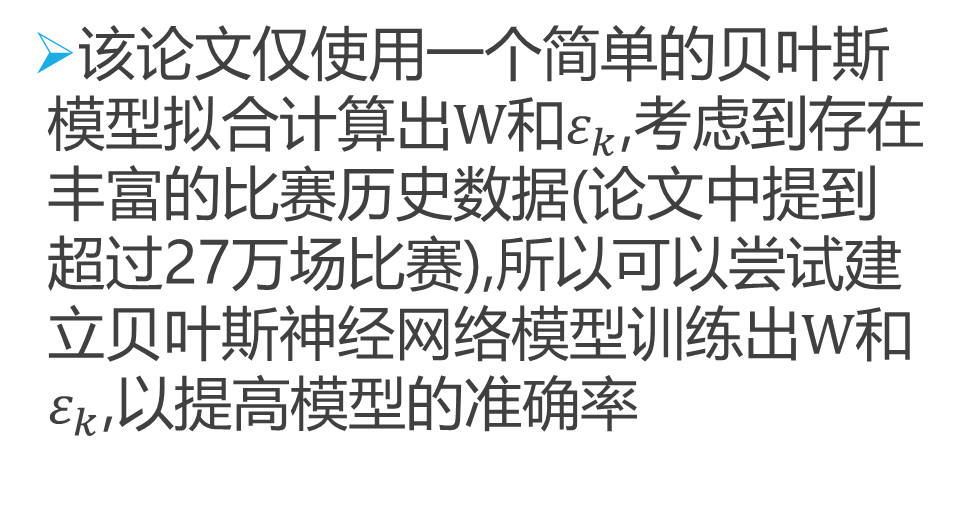 ➢该论文仅使用一个简单的贝叶斯
模型拟合计算出W和εk,考虑到存在
丰富的比赛历史数据(论文中提到
超过27万场比赛),所以可以尝试建
立贝叶斯神经网络模型训练出W和
εk,以提高模型的准确率